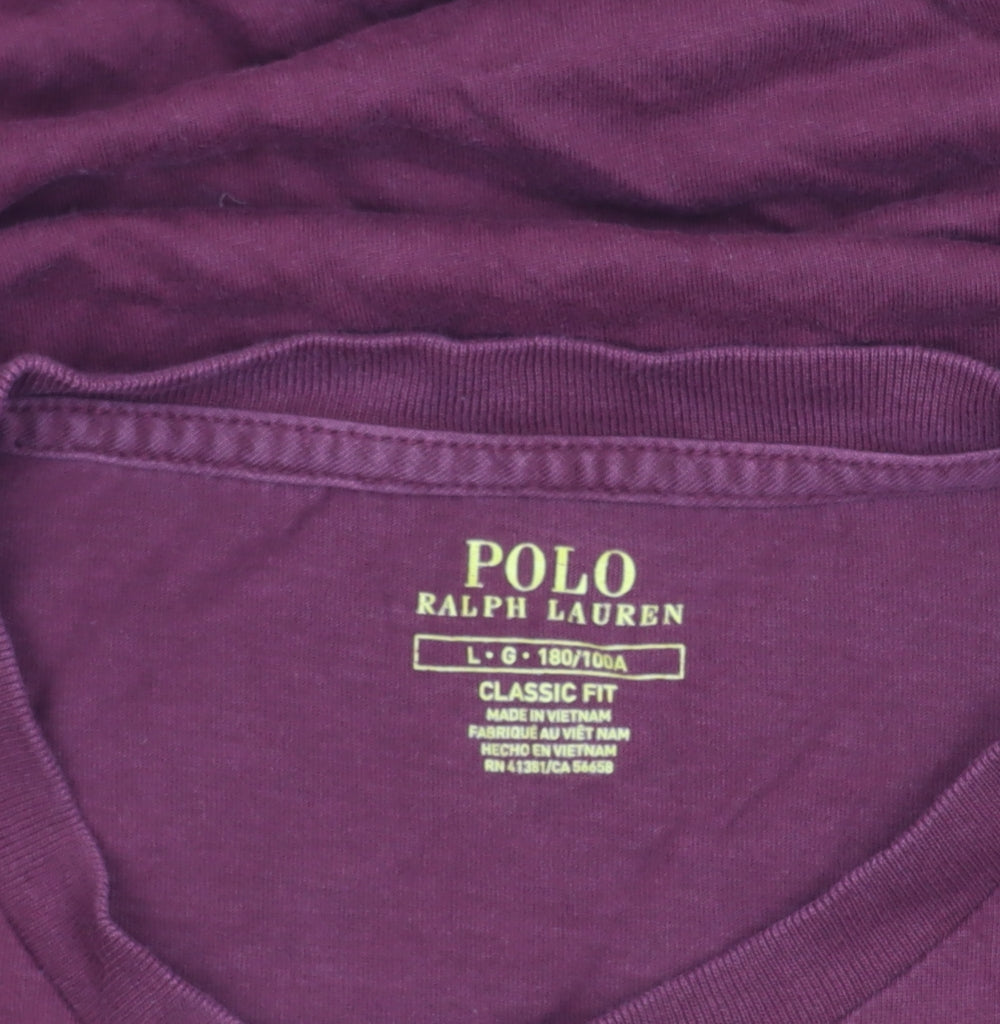 POLO
RALPH LAUREN
L • G • 180/100A
CLASSIC FIT
MADE IN VIETNAM
FABRIQUÉ AU VIÊT NAM
HECHO EN VIETNAM
RN 41381/CA 56658